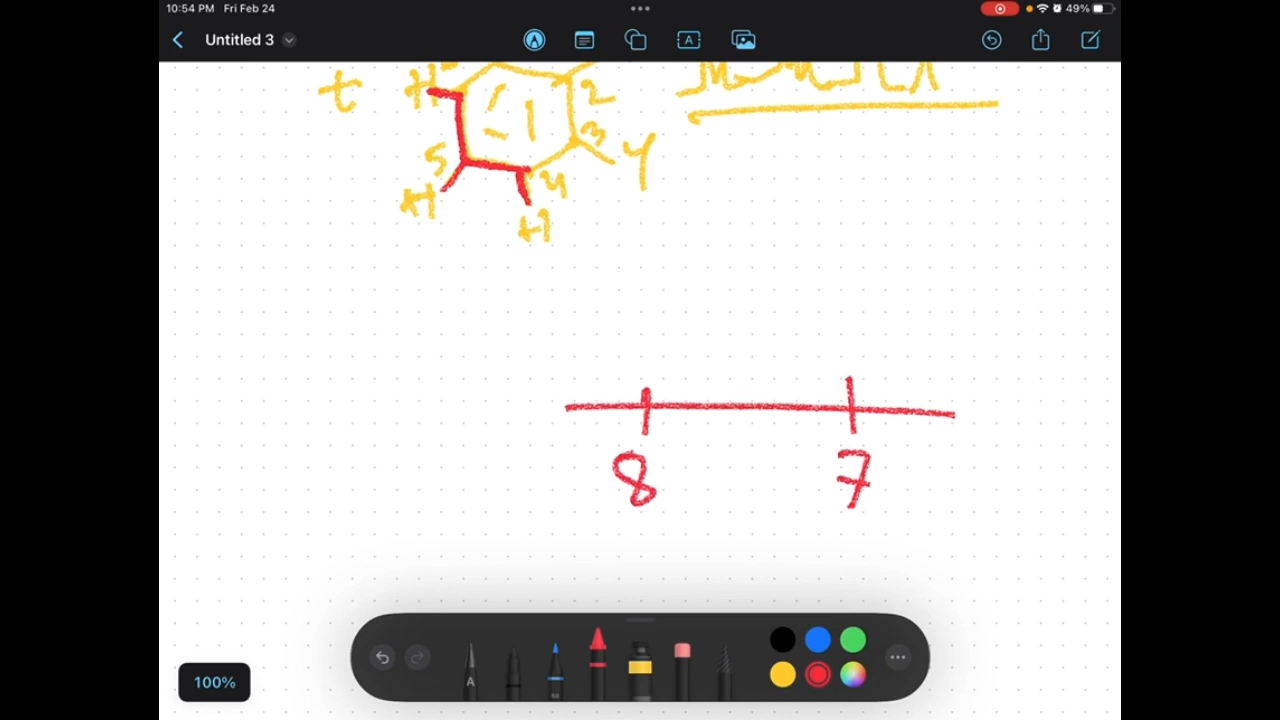 10:54 PM Fri Feb 24
49%
Untitled 3
A
t H 2
3
5 Y
H 4
H
8 7
A
100%